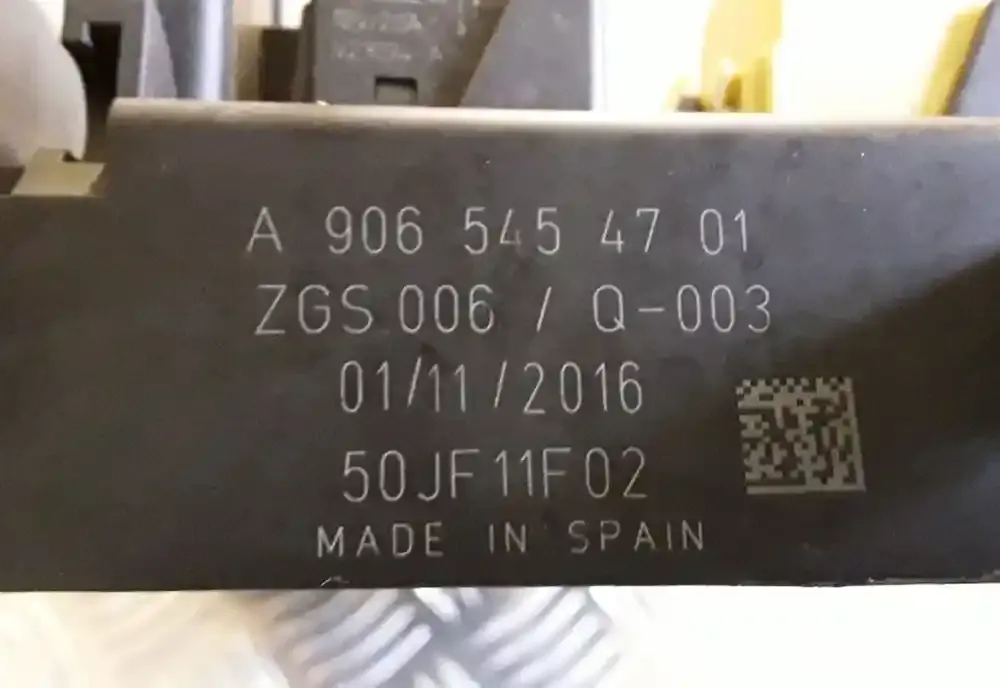 A 906 545 47 01
ZGS 006 / Q-003
01/11/2016
50JF11F02
MADE IN SPAIN